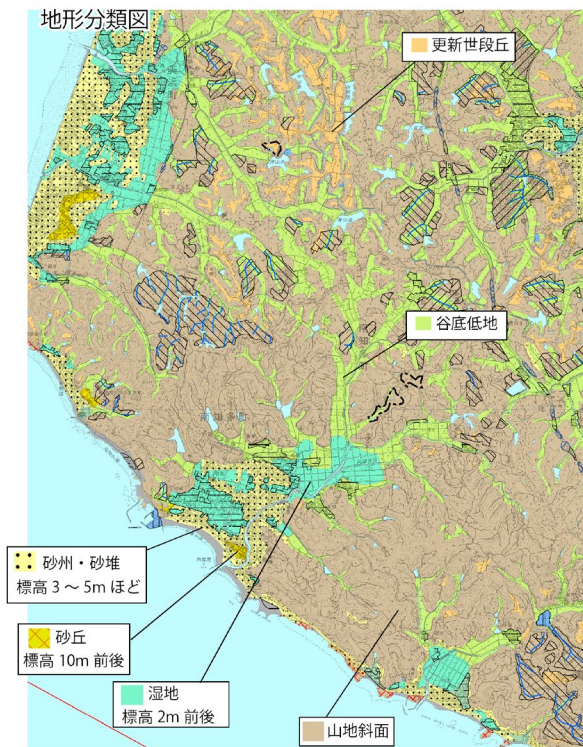 地形分類図
更新世段丘
谷底低地
砂州・砂堆
標高 3 ～ 5m ほど
砂丘
標高 10m 前後
湿地
標高 2m 前後
山地斜面